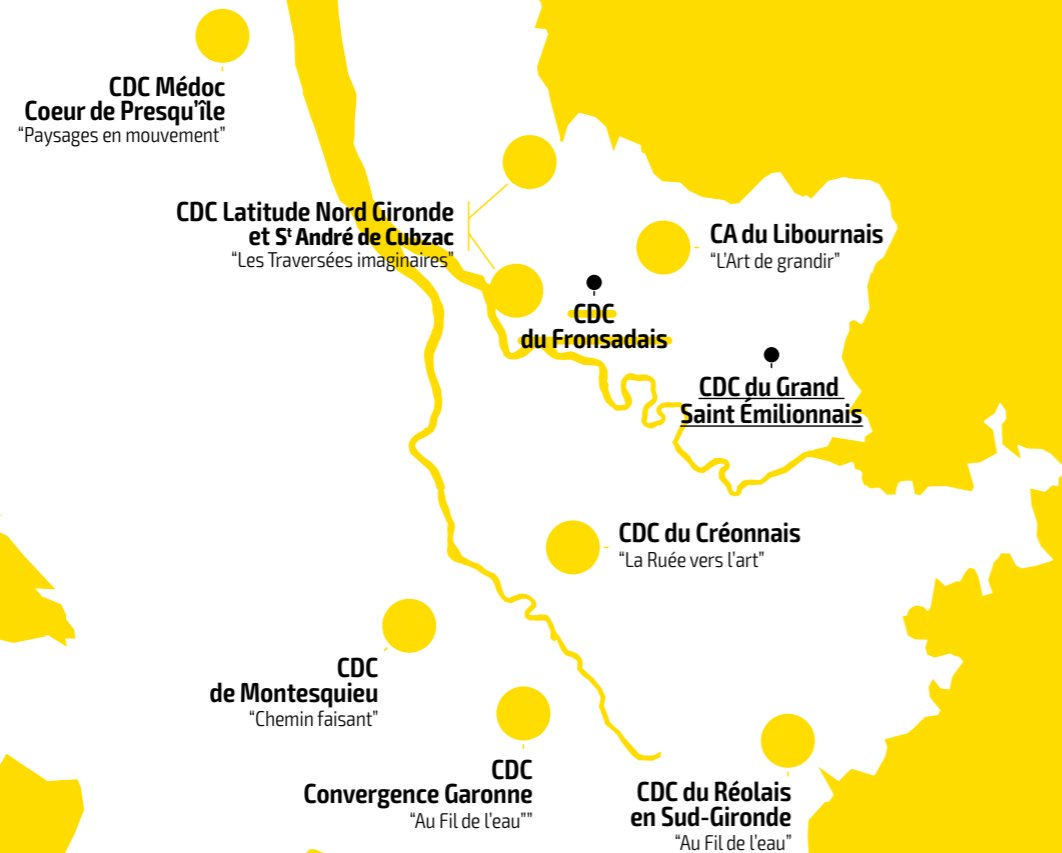 CDC Médoc
Coeur de Presqu’île
“Paysages en mouvement”
CDC Latitude Nord Gironde
et Sᵗ André de Cubzac
“Les Traversées imaginaires”
CA du Libournais
“L’Art de grandir”
CDC
du Fronsadais
CDC du Grand
Saint Émilionnais
CDC du Créonnais
“La Ruée vers l’art”
CDC
de Montesquieu
“Chemin faisant”
CDC
Convergence Garonne
“Au Fil de l’eau””
CDC du Réolais
en Sud-Gironde
“Au Fil de l’eau”